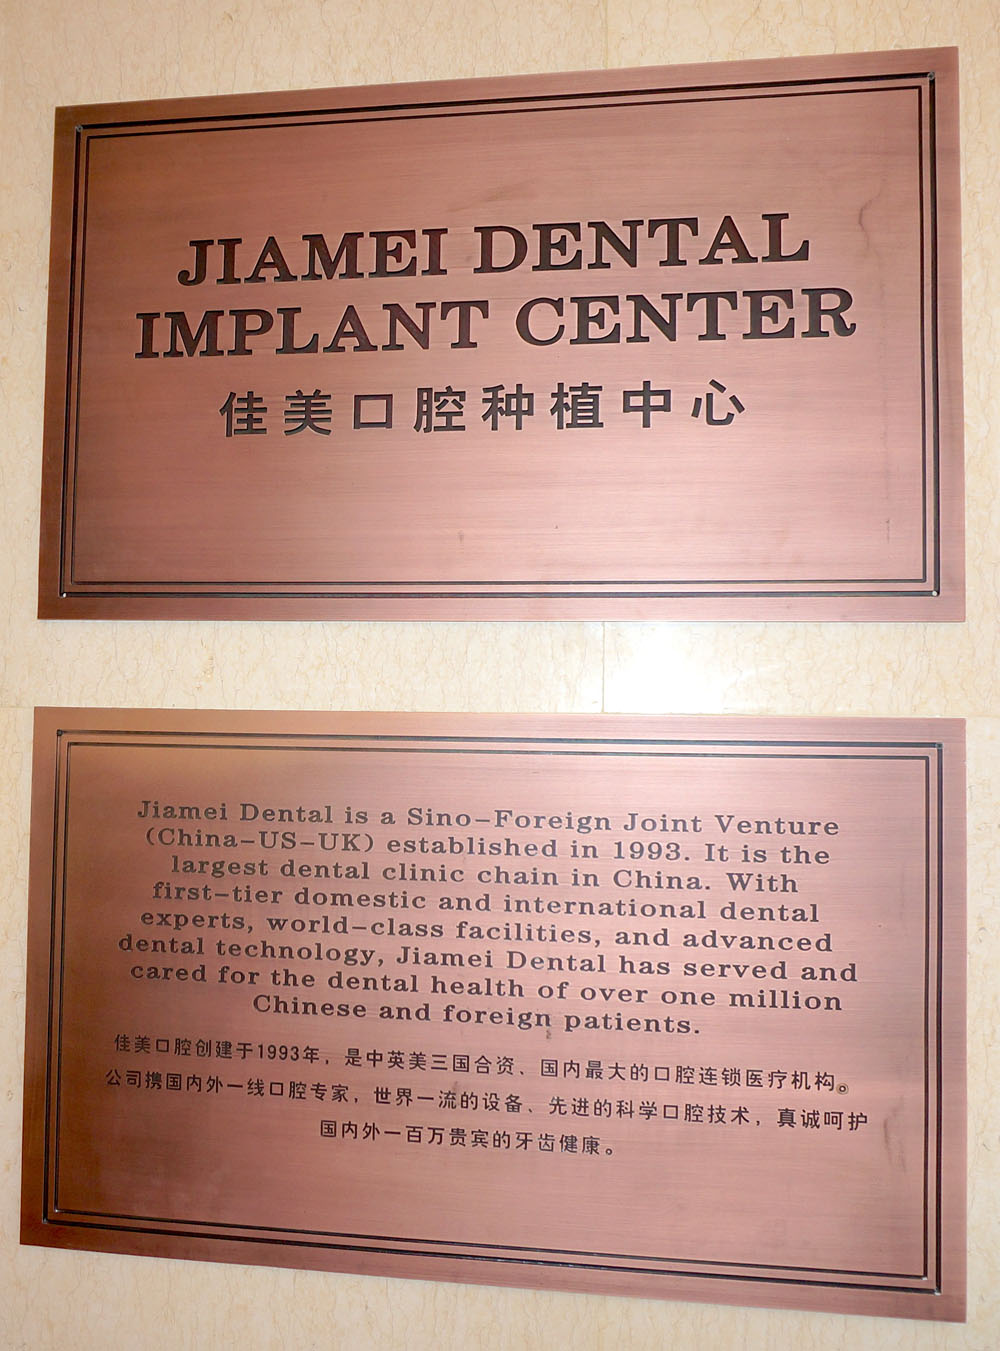 JIAMEI DENTAL
IMPLANT CENTER
佳美口腔种植中心
Jiamei Dental is a Sino-Foreign Joint Venture
(China-US-UK) established in 1993. It is the
largest dental clinic chain in China. With
first-tier domestic and international dental
experts, world-class facilities, and advanced
dental technology, Jiamei Dental has served and
cared for the dental health of over one million
Chinese and foreign patients.
佳美口腔创建于1993年，是中英美三国合资、国内最大的口腔连锁医疗机构。
公司携国内外一线口腔专家，世界一流的设备、先进的科学口腔技术，真诚呵护
国内外一百万贵宾的牙齿健康。